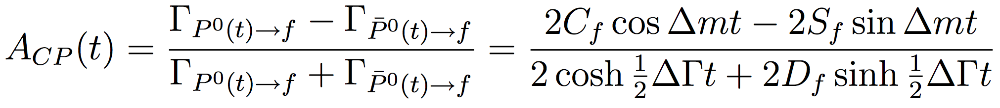 $A_{CP}(t) = \frac{\Gamma_{P^0(t)\to f} - \Gamma_{\bar{P}^0(t)\to f}}{\Gamma_{P^0(t)\to f} + \Gamma_{\bar{P}^0(t)\to f}} = \frac{2C_f \cos \Delta mt - 2S_f \sin \Delta mt}{2 \cosh \frac{1}{2}\Delta\Gamma t + 2D_f \sinh \frac{1}{2}\Delta\Gamma t}$